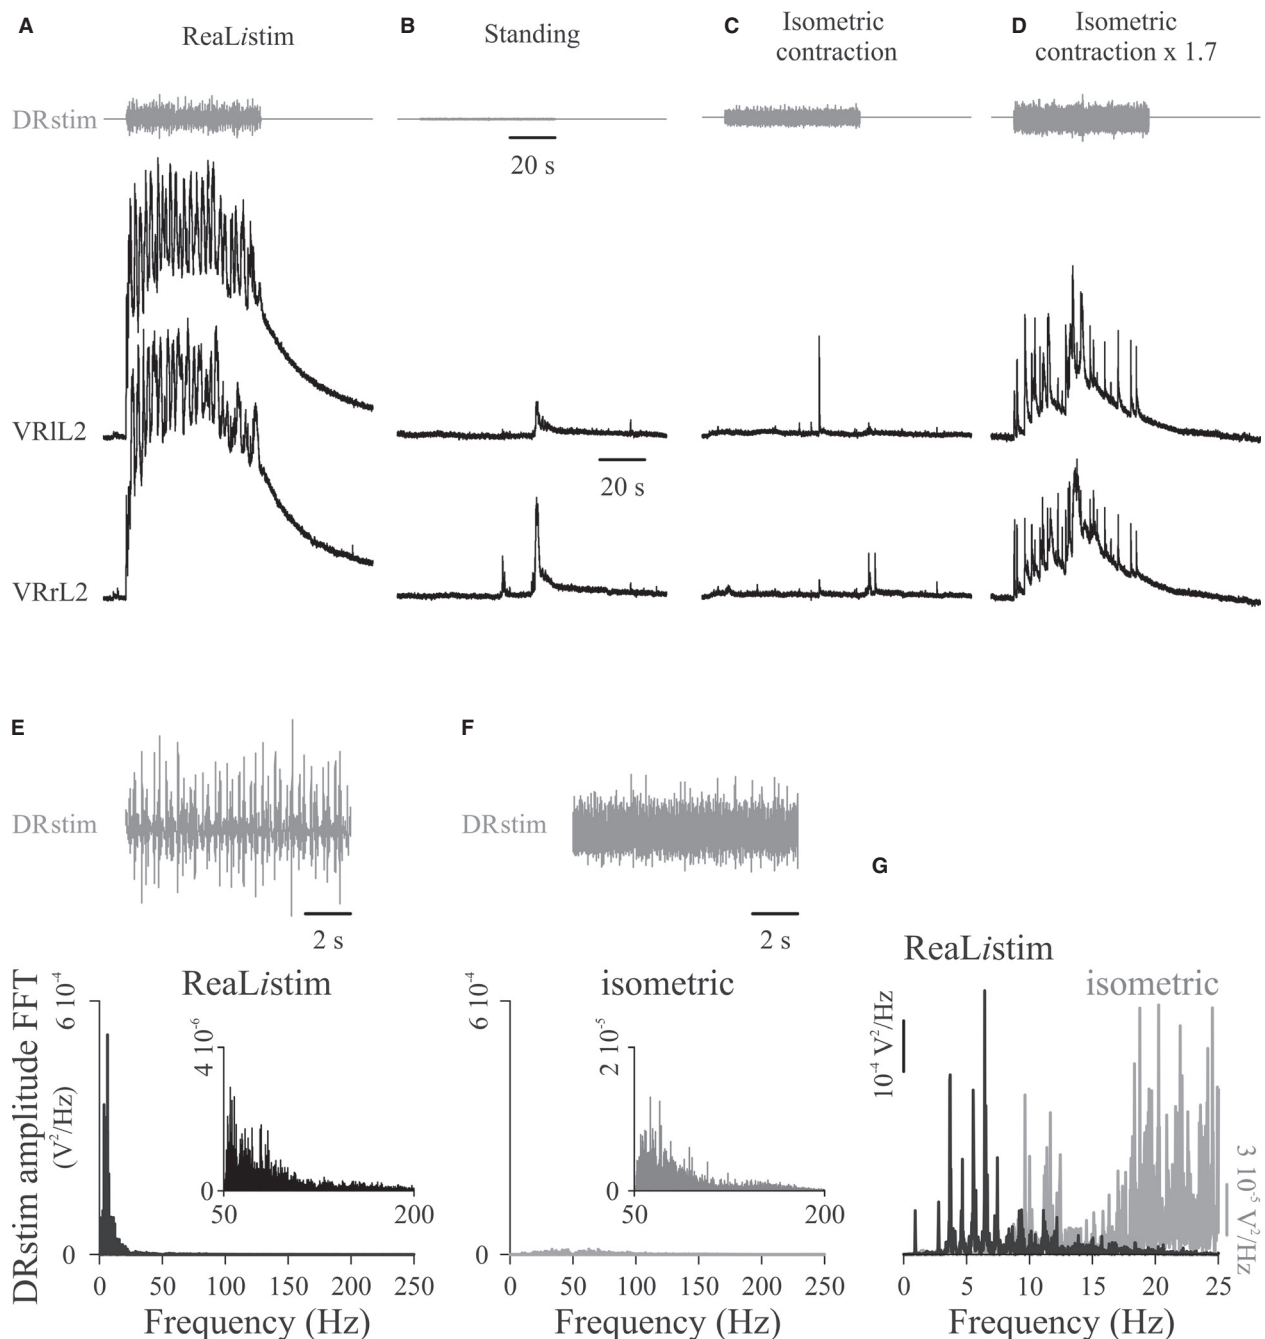 A
ReaListim
B
Standing
C
Isometric
contraction
D
Isometric
contraction x 1.7
DRstim
20 s
VRlL2
20 s
VRrL2
E
DRstim
2 s
F
DRstim
2 s
G
DRstim amplitude FFT
(V²/Hz)
6 10⁻⁴
0
ReaListim
4 10⁻⁶
0
50
200
0
50
100
150
200
250
Frequency (Hz)
6 10⁻⁴
0
isometric
2 10⁻⁵
0
50
200
0
50
100
150
200
250
Frequency (Hz)
ReaListim
isometric
10⁻⁴ V²/Hz
3 10⁻⁵ V²/Hz
0
5
10
15
20
25
Frequency (Hz)